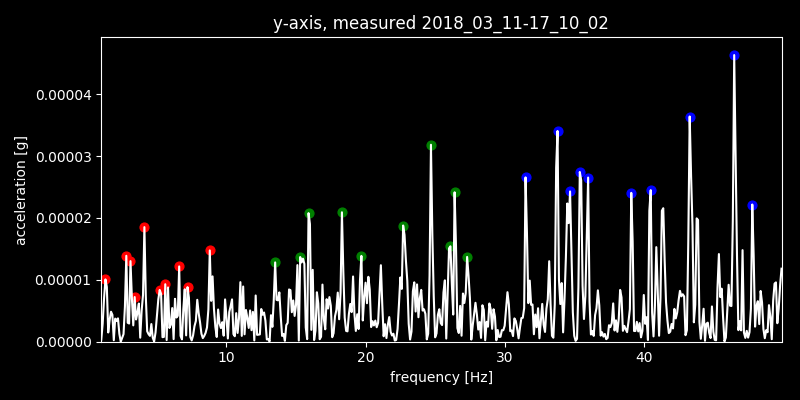 y-axis, measured 2018_03_11-17_10_02
acceleration [g]
0.00004
0.00003
0.00002
0.00001
0.00000
10 20 30 40
frequency [Hz]